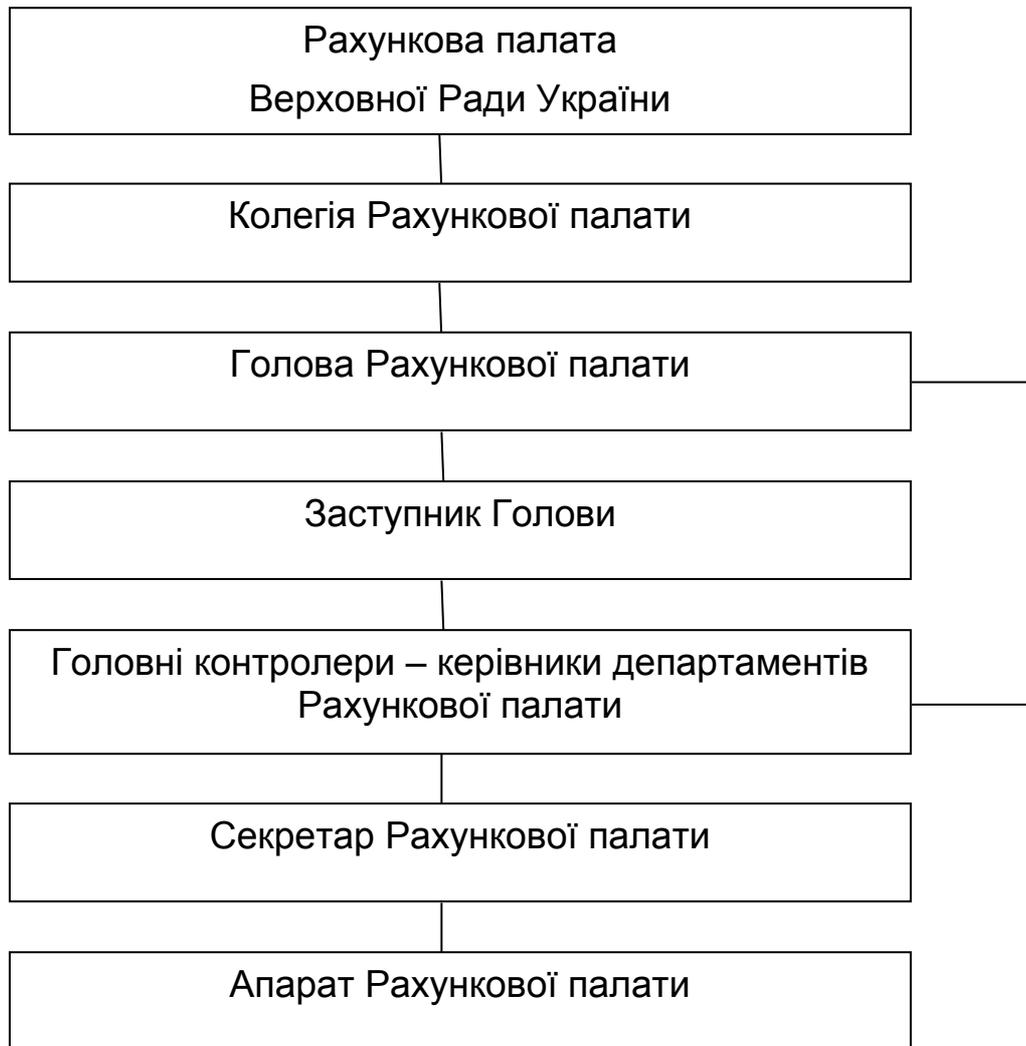 Рахункова палата
Верховної Ради України
Колегія Рахункової палати
Голова Рахункової палати
Заступник Голови
Головні контролери – керівники департаментів
Рахункової палати
Секретар Рахункової палати
Апарат Рахункової палати